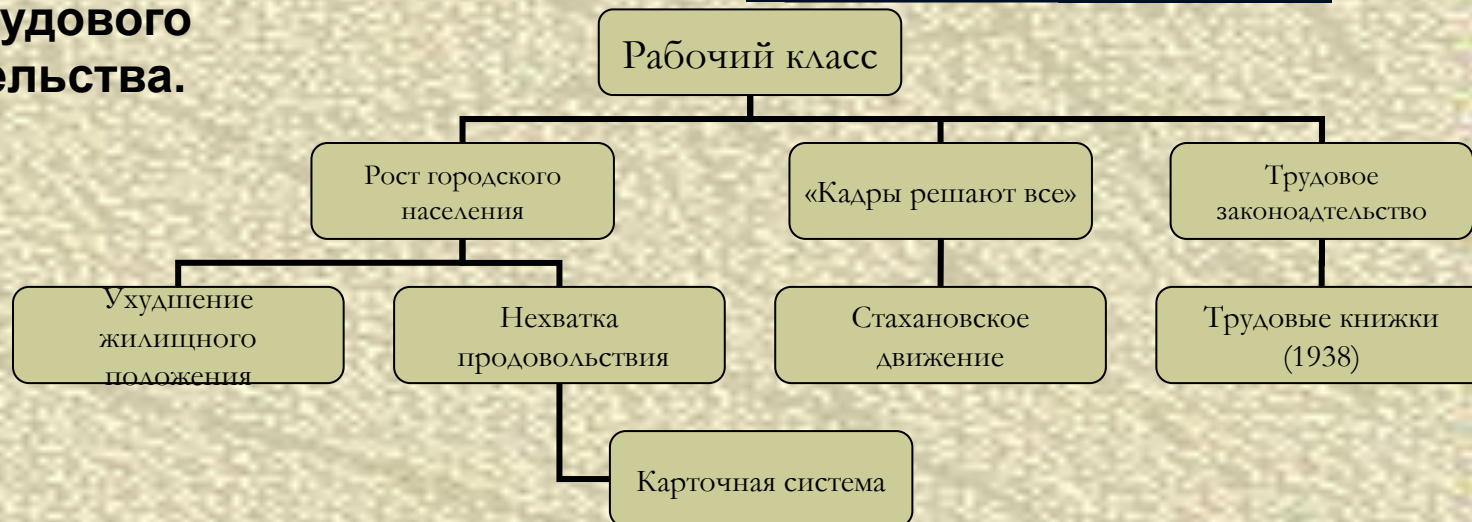 удового
ельства.
Рабочий класс
Рост городского
населения
«Кадры решают все»
Трудовое
законоадтельство
Ухудшение
жилищного
положения
Нехватка
продовольствия
Стахановское
движение
Трудовые книжки
(1938)
Карточная система